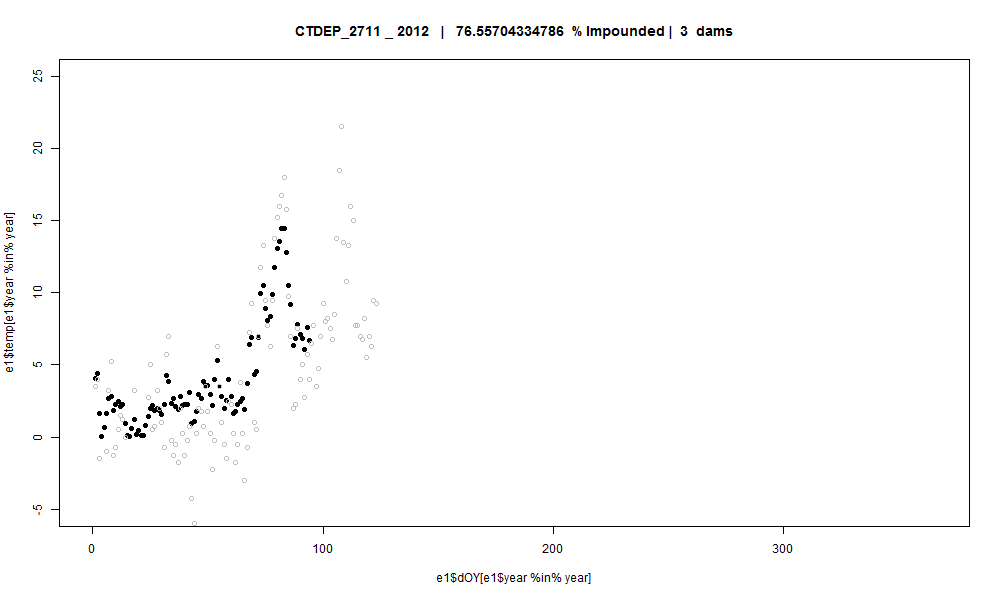 CTDEP_2711 _ 2012 | 76.55704334786 % Impounded | 3 dams
25
20
15
10
5
0
-5
e1$temp[e1$year %in% year]
0 100 200 300
e1$dOY[e1$year %in% year]